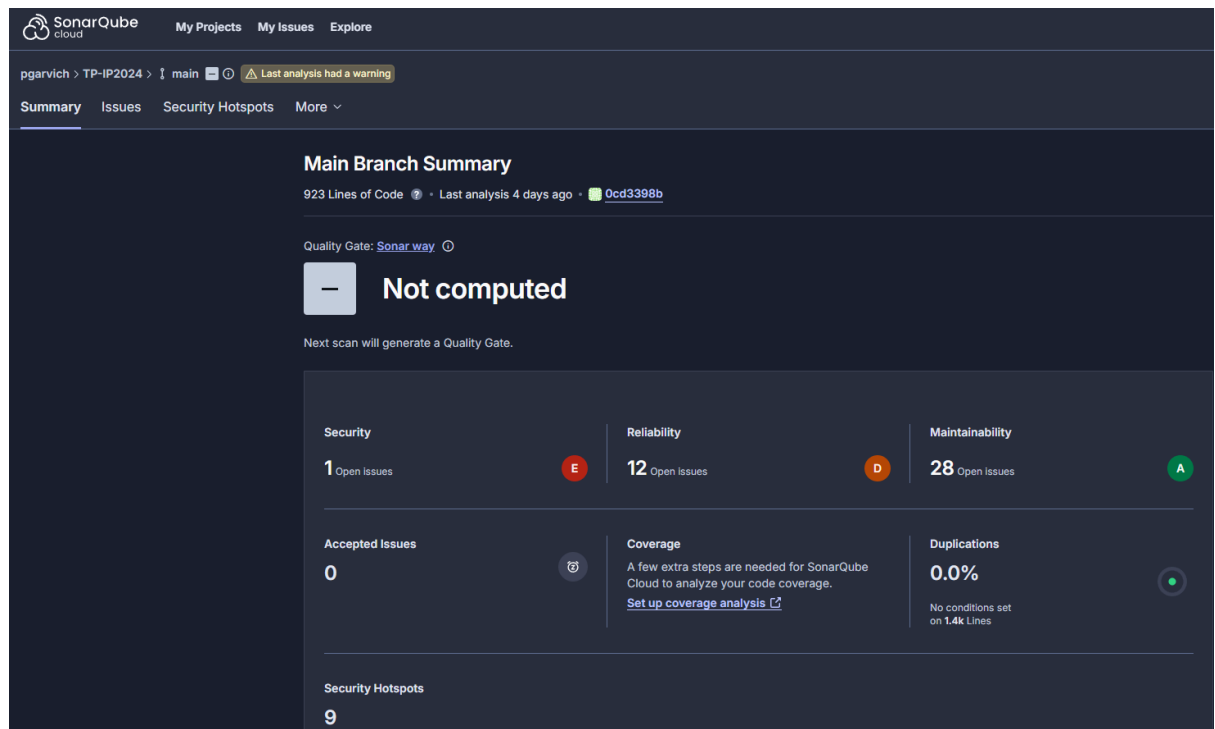 SonarQube
cloud
My Projects My Issues Explore
pgarvich > TP-IP2024 > main Last analysis had a warning
Summary Issues Security Hotspots More
Main Branch Summary
923 Lines of Code ? • Last analysis 4 days ago • 0cd3398b
Quality Gate: Sonar way
Not computed
Next scan will generate a Quality Gate.
Security
1 Open issues E
Reliability
12 Open issues D
Maintainability
28 Open issues A
Accepted Issues
0
Coverage
A few extra steps are needed for SonarQube
Cloud to analyze your code coverage.
Set up coverage analysis
Duplications
0.0%
No conditions set
on 1.4k Lines
Security Hotspots
9